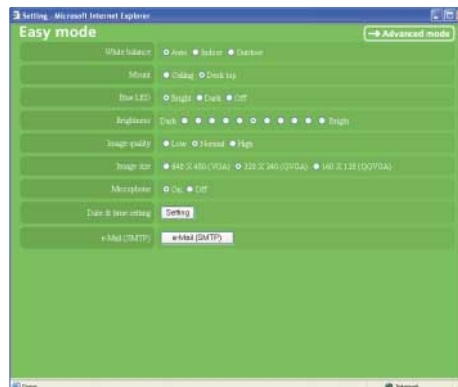 Setting - Microsoft Internet Explorer
Easy mode
Advanced mode
White balance Auto Indoor Outdoor
Mount Ceiling Desk top
Blue LED Bright Dark Off
Brightness Dark Bright
Image quality Low Normal High
Image size 640 X 480 (VGA) 320 X 240 (QVGA) 160 X 120 (QQVGA)
Microphone On Off
Date & time setting Setting
e-Mail (SMTP) e-Mail (SMTP)
Internet